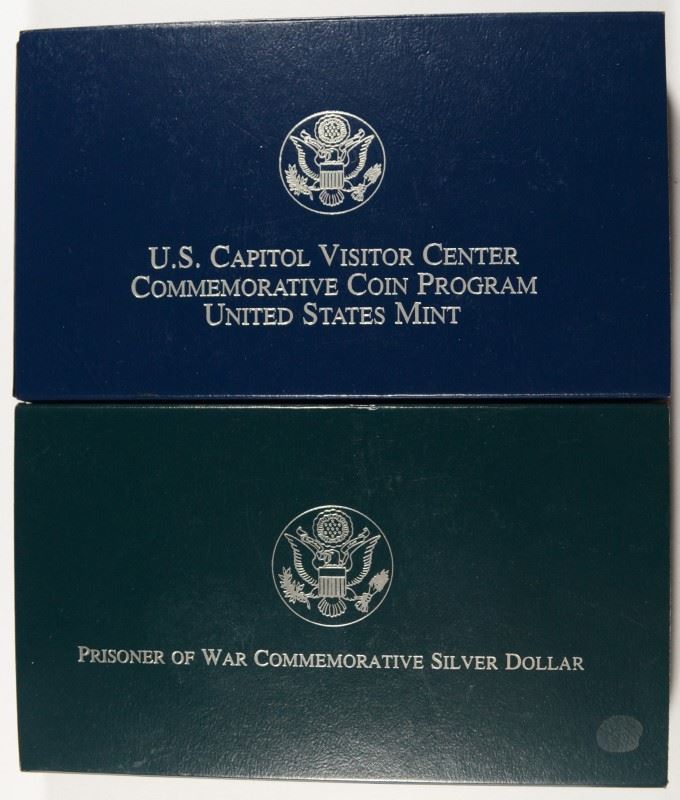 U.S. Capitol Visitor Center
Commemorative Coin Program
United States Mint
Prisoner of War Commemorative Silver Dollar